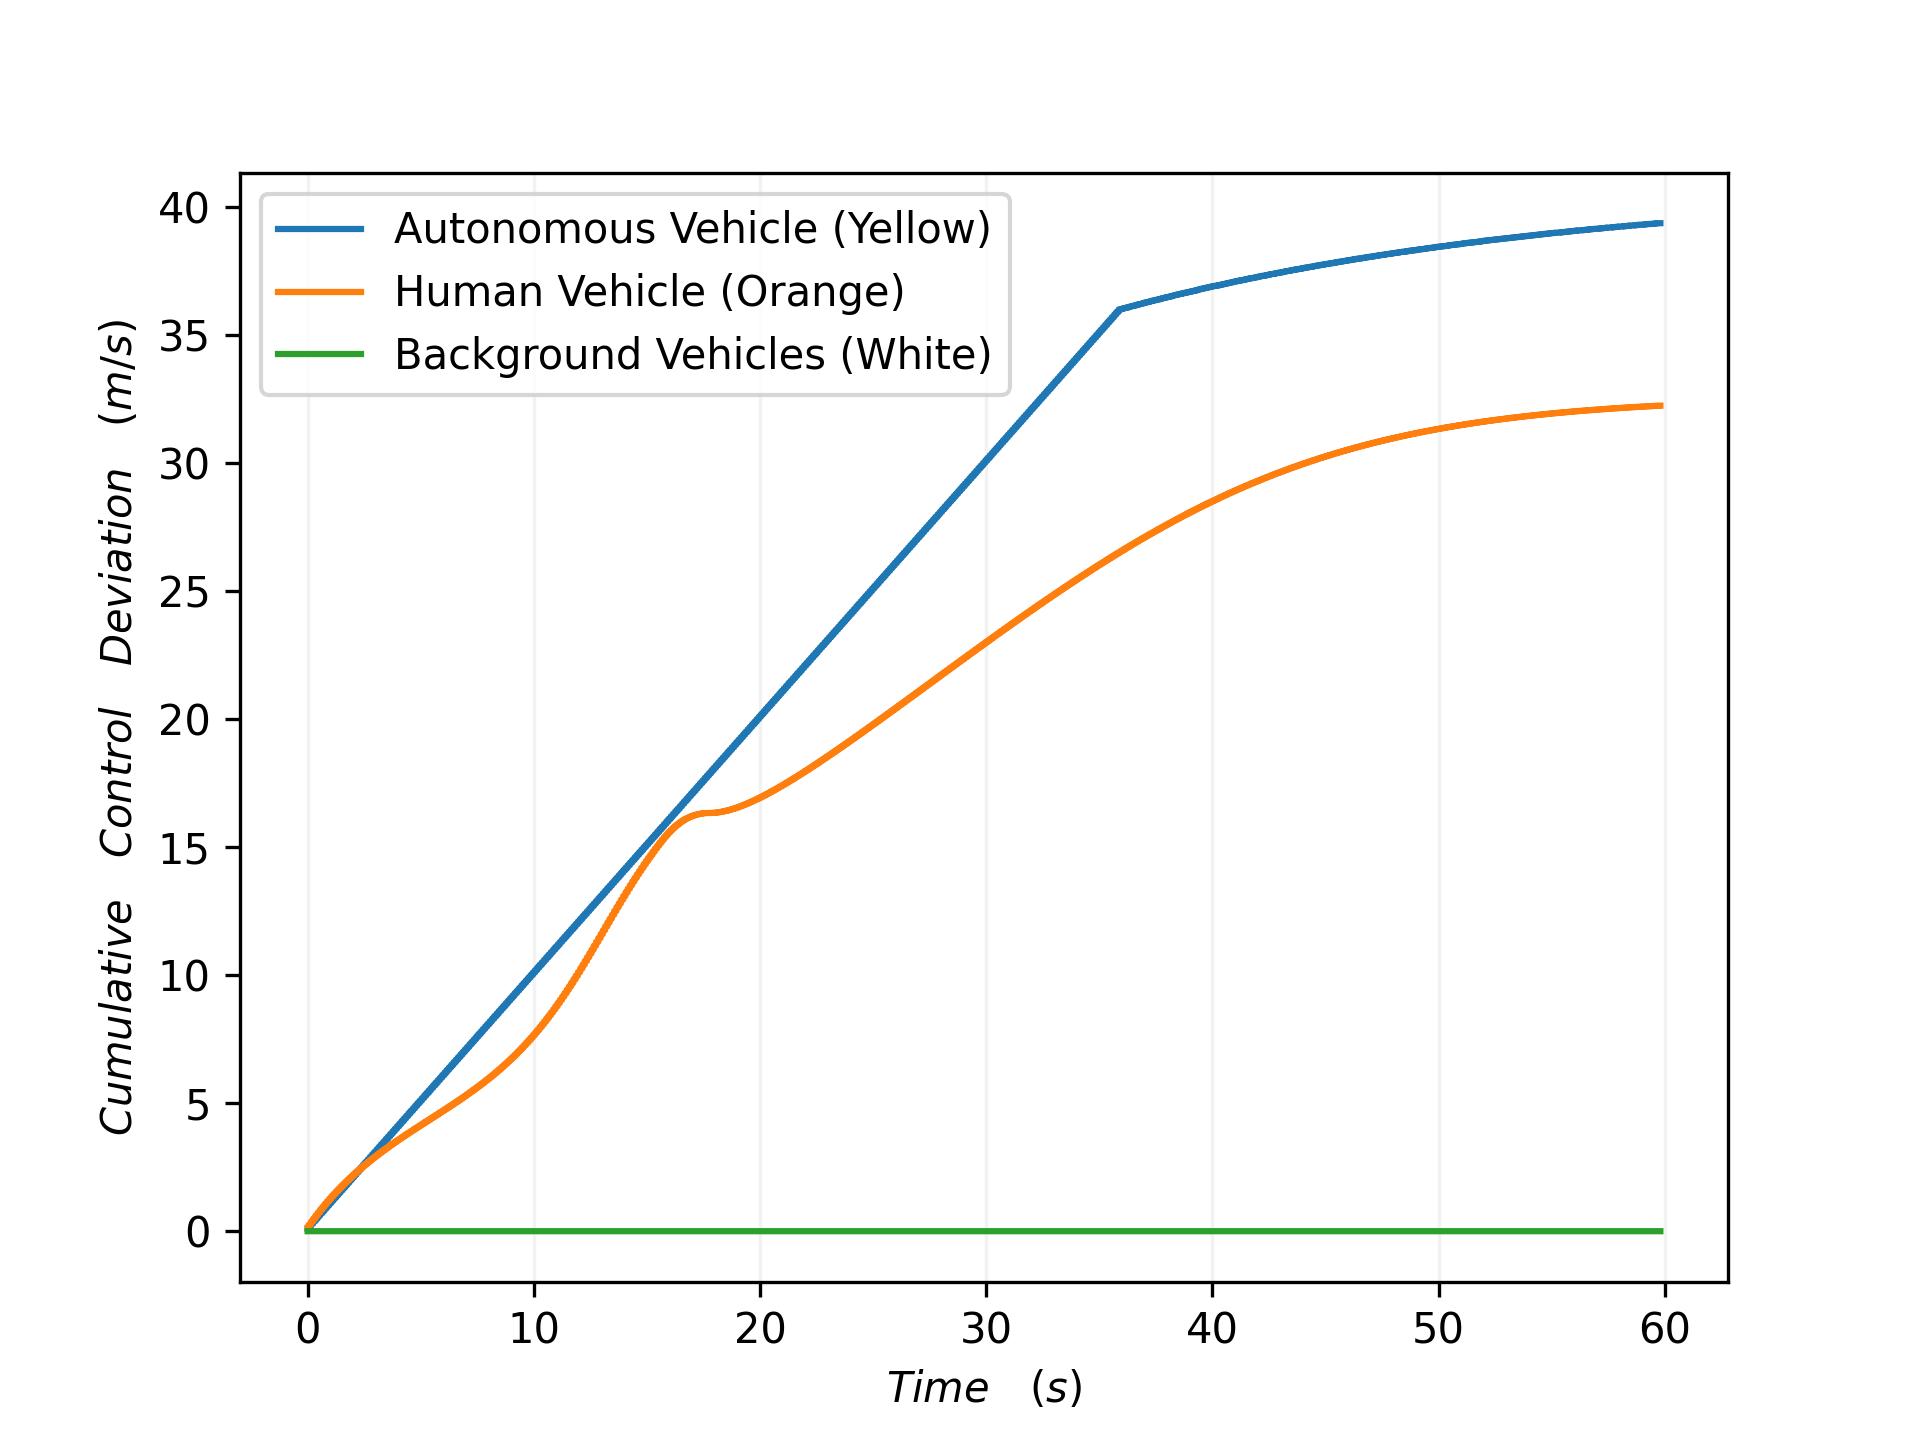 Autonomous Vehicle (Yellow)
Human Vehicle (Orange)
Background Vehicles (White)
Cumulative Control Deviation (m/s)
40
35
30
25
20
15
10
5
0
0 10 20 30 40 50 60
Time (s)